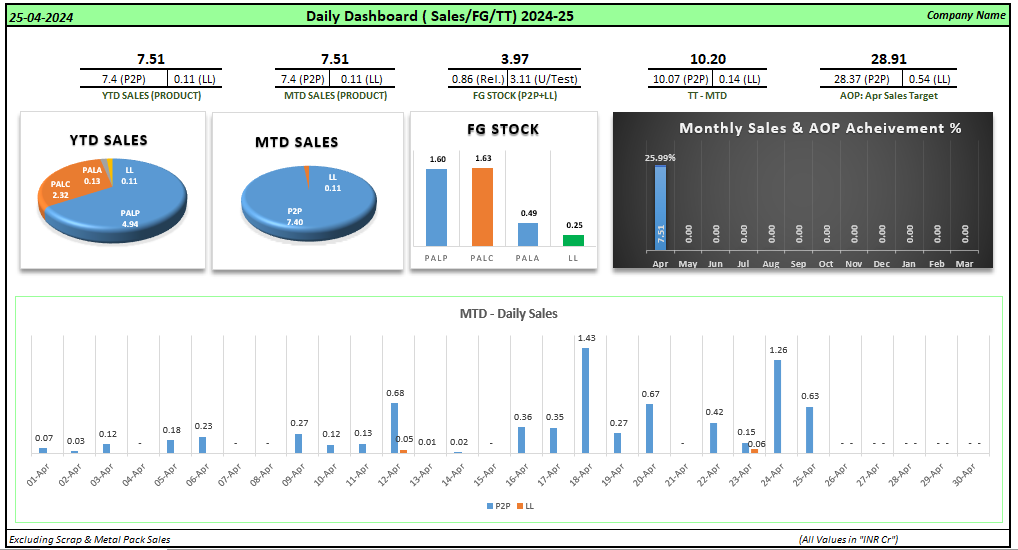 25-04-2024 Daily Dashboard ( Sales/FG/TT) 2024-25 Company Name
7.51 7.51 3.97 10.20 28.91
7.4 (P2P) 0.11 (LL) 7.4 (P2P) 0.11 (LL) 0.86 (Rel.) 3.11 (U/Test) 10.07 (P2P) 0.14 (LL) 28.37 (P2P) 0.54 (LL)
YTD SALES (PRODUCT) MTD SALES (PRODUCT) FG STOCK (P2P+LL) TT - MTD AOP: Apr Sales Target
YTD SALES
PALA
0.13
LL
0.11
PALC
2.32
PALP
4.94
MTD SALES
LL
0.11
P2P
7.40
FG STOCK
1.60 1.63 0.49 0.25
PALP PALC PALA LL
Monthly Sales & AOP Acheivement %
25.99%
7.51 0.00 0.00 0.00 0.00 0.00 0.00 0.00 0.00 0.00 0.00 0.00
Apr May Jun Jul Aug Sep Oct Nov Dec Jan Feb Mar
MTD - Daily Sales
0.07 0.03 0.12 - 0.18 0.23 - - 0.27 0.12 0.13 0.68 0.05 0.01 0.02 - 0.36 0.35 1.43 0.27 0.67 - 0.42 0.15 0.06 1.26 0.63 - - - - - - - - - -
01-Apr 02-Apr 03-Apr 04-Apr 05-Apr 06-Apr 07-Apr 08-Apr 09-Apr 10-Apr 11-Apr 12-Apr 13-Apr 14-Apr 15-Apr 16-Apr 17-Apr 18-Apr 19-Apr 20-Apr 21-Apr 22-Apr 23-Apr 24-Apr 25-Apr 26-Apr 27-Apr 28-Apr 29-Apr 30-Apr
P2P LL
Excluding Scrap & Metal Pack Sales (All Values in "INR Cr")